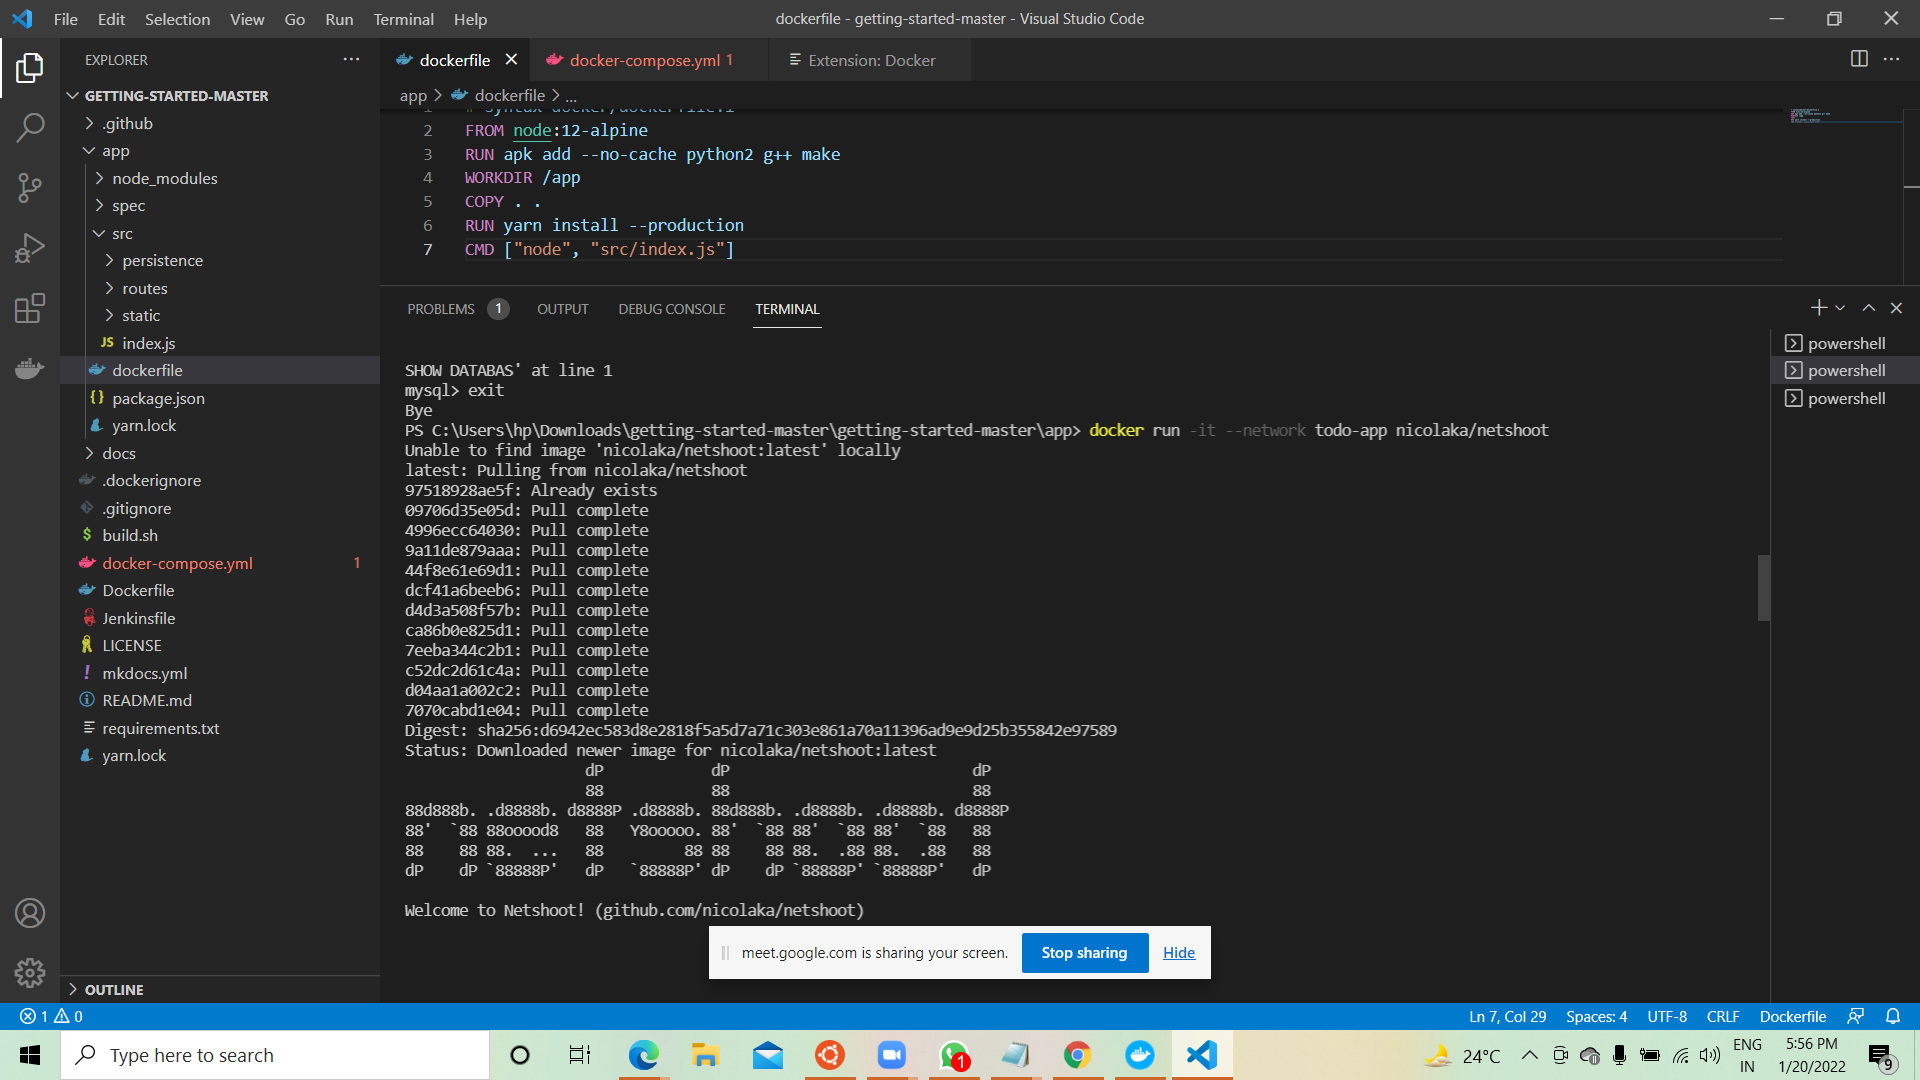 File Edit Selection View Go Run Terminal Help
dockerfile - getting-started-master - Visual Studio Code
EXPLORER
GETTING-STARTED-MASTER
.github
app
node_modules
spec
src
persistence
routes
static
JS index.js
dockerfile
{} package.json
yarn.lock
docs
.dockerignore
.gitignore
$ build.sh
docker-compose.yml 1
Dockerfile
Jenkinsfile
LICENSE
! mkdocs.yml
README.md
requirements.txt
yarn.lock
OUTLINE
dockerfile
docker-compose.yml 1
Extension: Docker
app > dockerfile > ...
2 FROM node:12-alpine
3 RUN apk add --no-cache python2 g++ make
4 WORKDIR /app
5 COPY . .
6 RUN yarn install --production
7 CMD ["node", "src/index.js"]
PROBLEMS 1 OUTPUT DEBUG CONSOLE TERMINAL
powershell
powershell
powershell
SHOW DATABAS' at line 1
mysql> exit
Bye
PS C:\Users\hp\Downloads\getting-started-master\getting-started-master\app> docker run -it --network todo-app nicolaka/netshoot
Unable to find image 'nicolaka/netshoot:latest' locally
latest: Pulling from nicolaka/netshoot
97518928ae5f: Already exists
09706d35e05d: Pull complete
4996ecc64030: Pull complete
9a11de879aaa: Pull complete
44f8e61e69d1: Pull complete
dcf41a6beeb6: Pull complete
d4d3a508f57b: Pull complete
ca86b0e825d1: Pull complete
7eeba344c2b1: Pull complete
c52dc2d61c4a: Pull complete
d04aa1a002c2: Pull complete
7070cabd1e04: Pull complete
Digest: sha256:d6942ec583d8e2818f5a5d7a71c303e861a70a11396ad9e9d25b355842e97589
Status: Downloaded newer image for nicolaka/netshoot:latest
                    dP            dP                           dP
                    88            88                           88
88d888b. .d8888b. d8888P .d8888b. 88d888b. .d8888b. .d8888b. d8888P
88'  `88 88ooood8   88   Y8ooooo. 88'  `88 88'  `88 88'  `88   88
88    88 88.  ...   88         88 88    88 88.  .88 88.  .88   88
dP    dP `88888P'   dP   `88888P' dP    dP `88888P' `88888P'   dP
Welcome to Netshoot! (github.com/nicolaka/netshoot)
meet.google.com is sharing your screen. Stop sharing Hide
1 0
Ln 7, Col 29 Spaces: 4 UTF-8 CRLF Dockerfile
Type here to search
1
24°C
ENG
IN
5:56 PM
1/20/2022
9